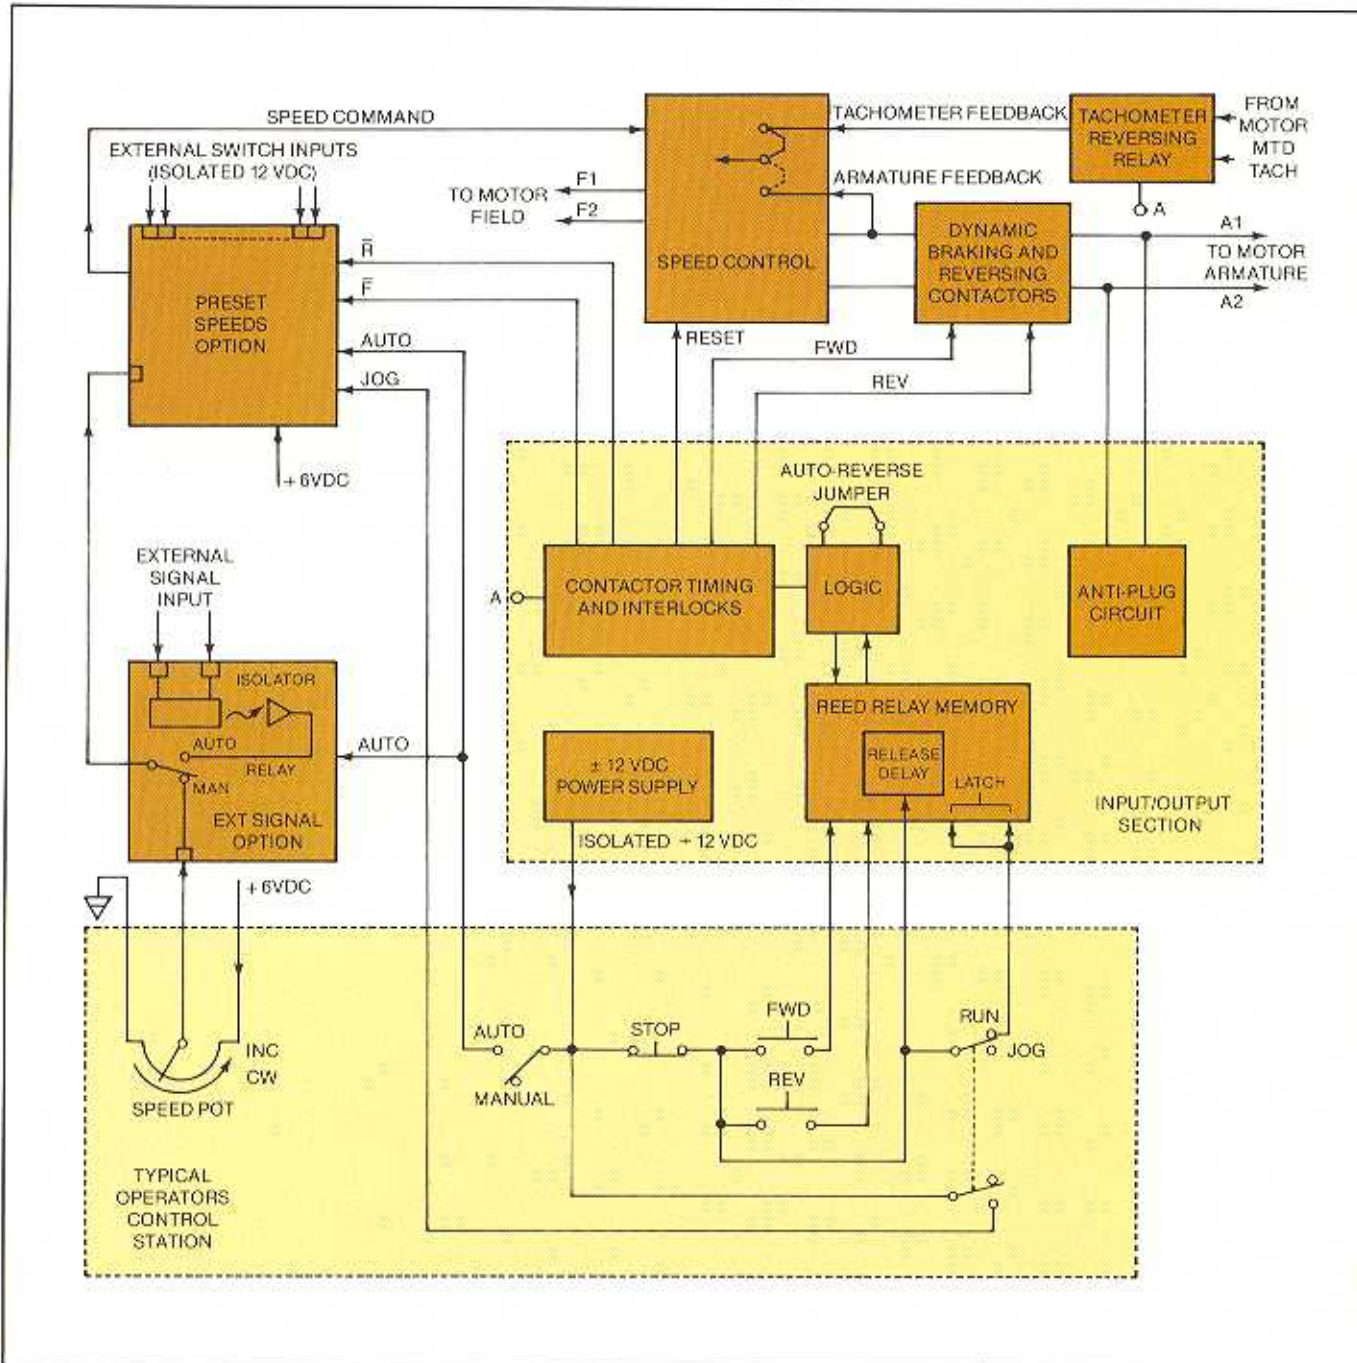 SPEED COMMAND
EXTERNAL SWITCH INPUTS
(ISOLATED 12 VDC)
TO MOTOR
FIELD
F1
F2
TACHOMETER FEEDBACK
ARMATURE FEEDBACK
SPEED CONTROL
TACHOMETER
REVERSING
RELAY
FROM
MOTOR
MTD
TACH
A
DYNAMIC
BRAKING AND
REVERSING
CONTACTORS
A1
TO MOTOR
ARMATURE
A2
PRESET
SPEEDS
OPTION
R̅
F̅
AUTO
JOG
+ 6VDC
RESET
FWD
REV
AUTO-REVERSE
JUMPER
A
CONTACTOR TIMING
AND INTERLOCKS
LOGIC
ANTI-PLUG
CIRCUIT
EXTERNAL
SIGNAL
INPUT
ISOLATOR
AUTO
RELAY
MAN
EXT SIGNAL
OPTION
AUTO
± 12 VDC
POWER SUPPLY
ISOLATED + 12 VDC
REED RELAY MEMORY
RELEASE
DELAY
LATCH
INPUT/OUTPUT
SECTION
+ 6VDC
INC
CW
SPEED POT
AUTO
MANUAL
STOP
FWD
REV
RUN
JOG
TYPICAL
OPERATORS
CONTROL
STATION